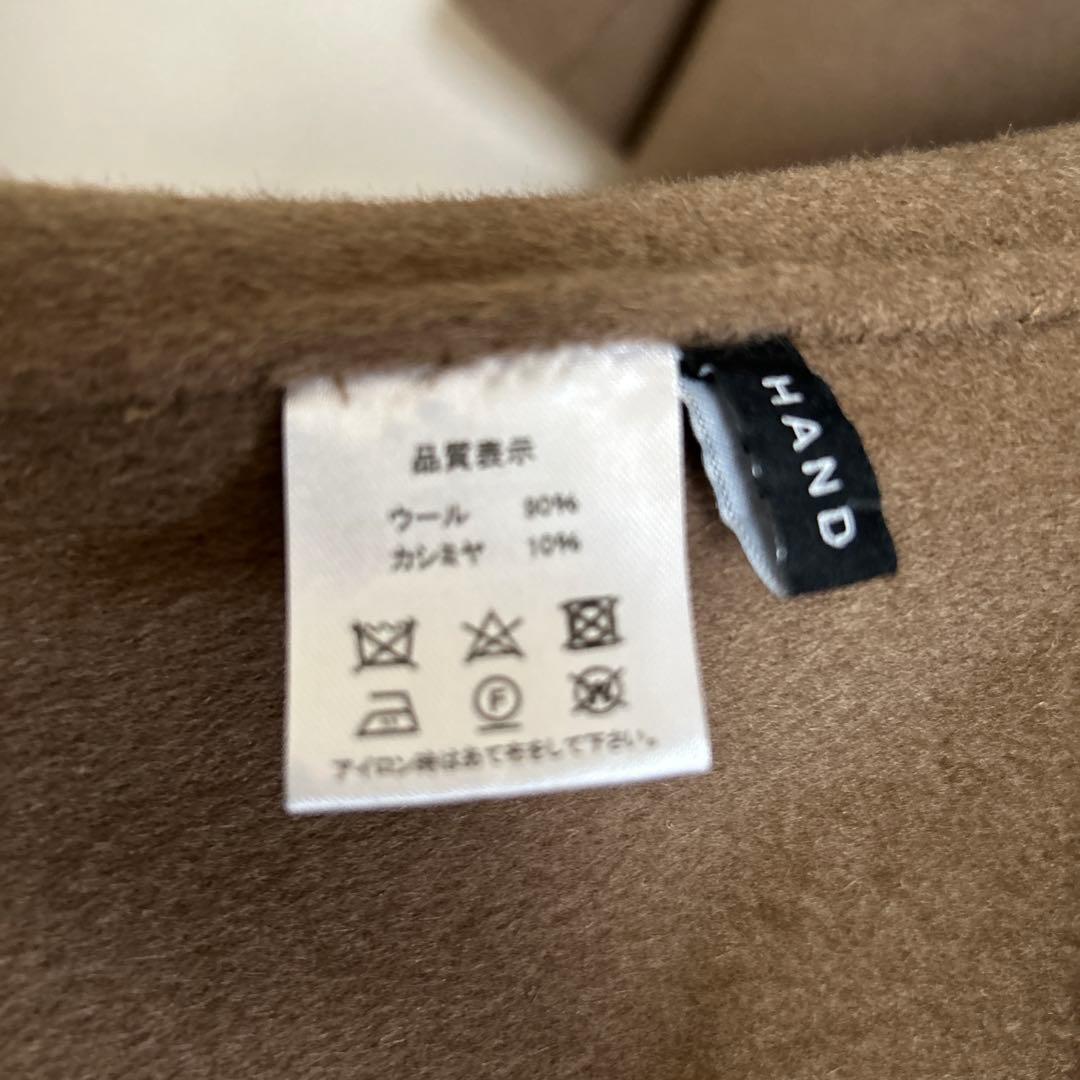 品質表示
ウール 90%
カシミヤ 10%
F
W
アイロン時はあて布をして下さい。
HAND